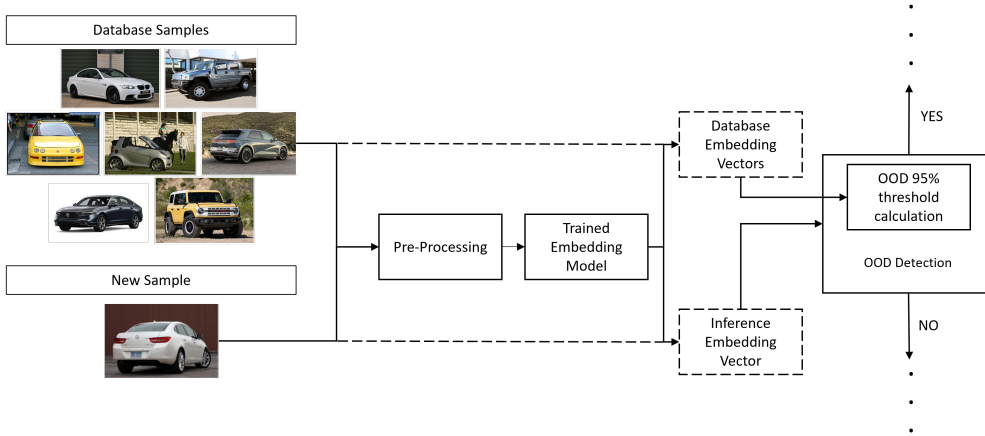 Database Samples
Database
Embedding
Vectors
YES
OOD 95%
threshold
calculation
Pre-Processing
Trained
Embedding
Model
OOD Detection
New Sample
Inference
Embedding
Vector
NO